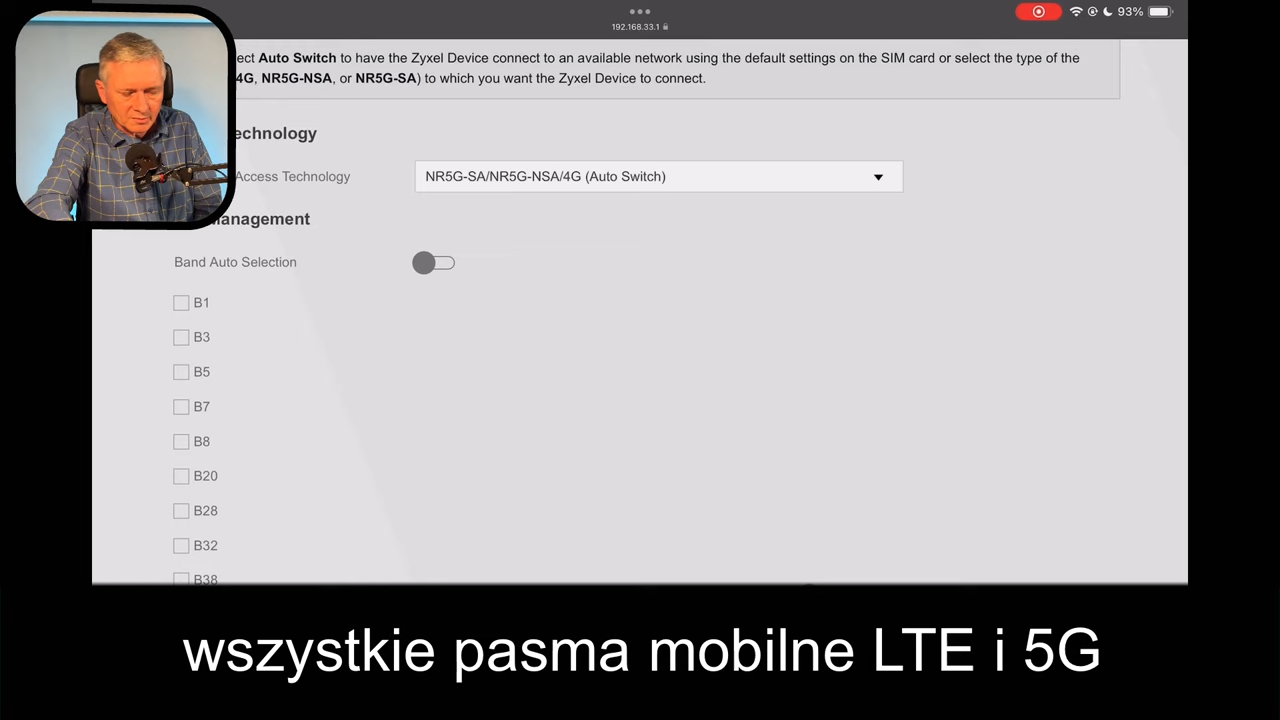 93%
192.168.33.1
ect Auto Switch to have the Zyxel Device connect to an available network using the default settings on the SIM card or select the type of the
4G, NR5G-NSA, or NR5G-SA) to which you want the Zyxel Device to connect.
echnology
Access Technology
NR5G-SA/NR5G-NSA/4G (Auto Switch)
anagement
Band Auto Selection
B1
B3
B5
B7
B8
B20
B28
B32
B38
wszystkie pasma mobilne LTE i 5G